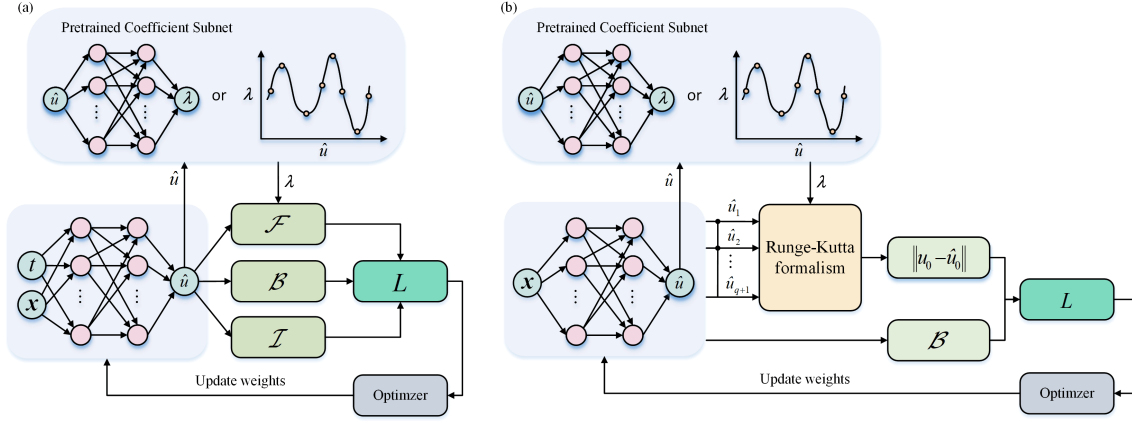 (a)
Pretrained Coefficient Subnet
û
λ
or
λ
û
û
λ
t
x
û
ℱ
ℬ
ℐ
L
Update weights
Optimzer
(b)
Pretrained Coefficient Subnet
û
λ
or
λ
û
û
λ
x
û
û₁
û₂
û_{q+1}
Runge-Kutta
formalism
‖u₀−û₀‖
ℬ
L
Update weights
Optimzer